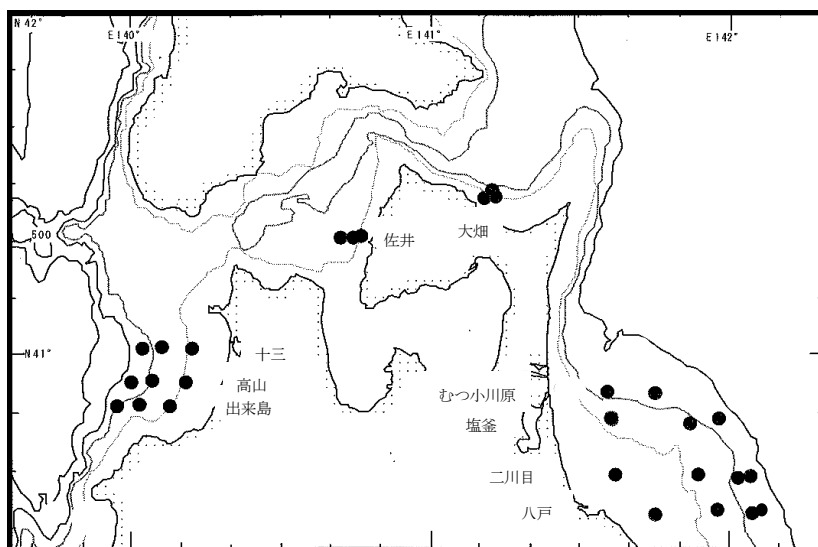 N 42°
E 140°
E 141°
E 142°
500
佐井
大畑
N 41°
十三
高山
出来島
むつ小川原
塩釜
二川目
八戸